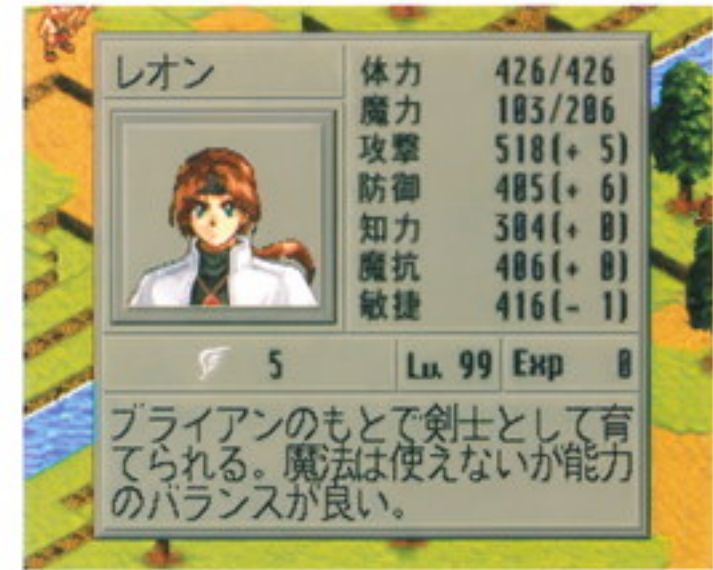 レオン
体力 426/426
魔力 103/206
攻撃 518(+ 5)
防御 405(+ 6)
知力 304(+ 0)
魔抗 406(+ 0)
敏捷 416(- 1)
5 Lv. 99 Exp 0
ブライアンのもとで剣士として育
てられる。魔法は使えないが能力
のバランスが良い。